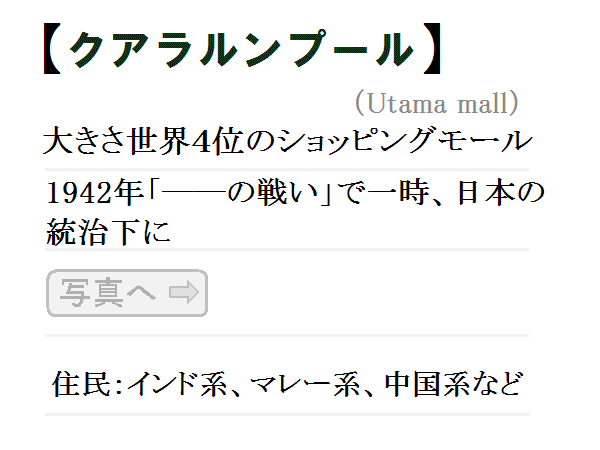 【クアラルンプール】
(Utama mall)
大きさ世界4位のショッピングモール
1942年「――の戦い」で一時、日本の
統治下に
写真へ ⇨
住民:インド系、マレー系、中国系など